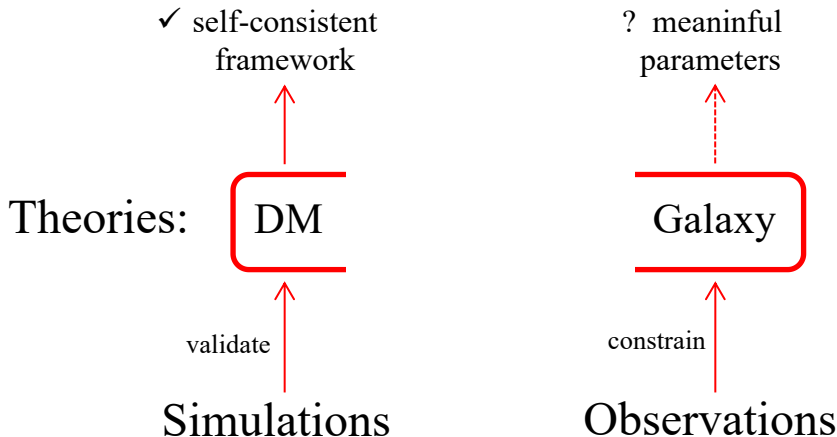 ✓ self-consistent
framework
? meaninful
parameters
Theories:
DM
Galaxy
validate
constrain
Simulations
Observations